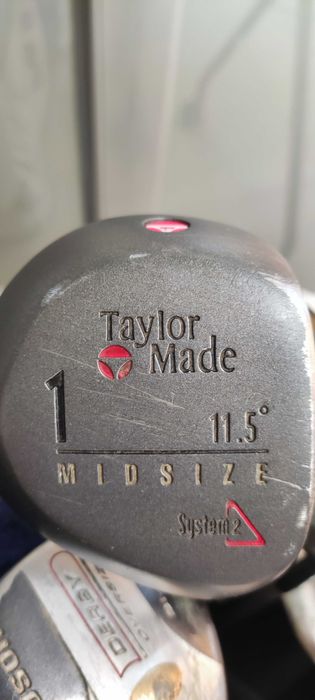 Taylor
Made
1
11.5°
MIDSIZE
System 2
DERBY